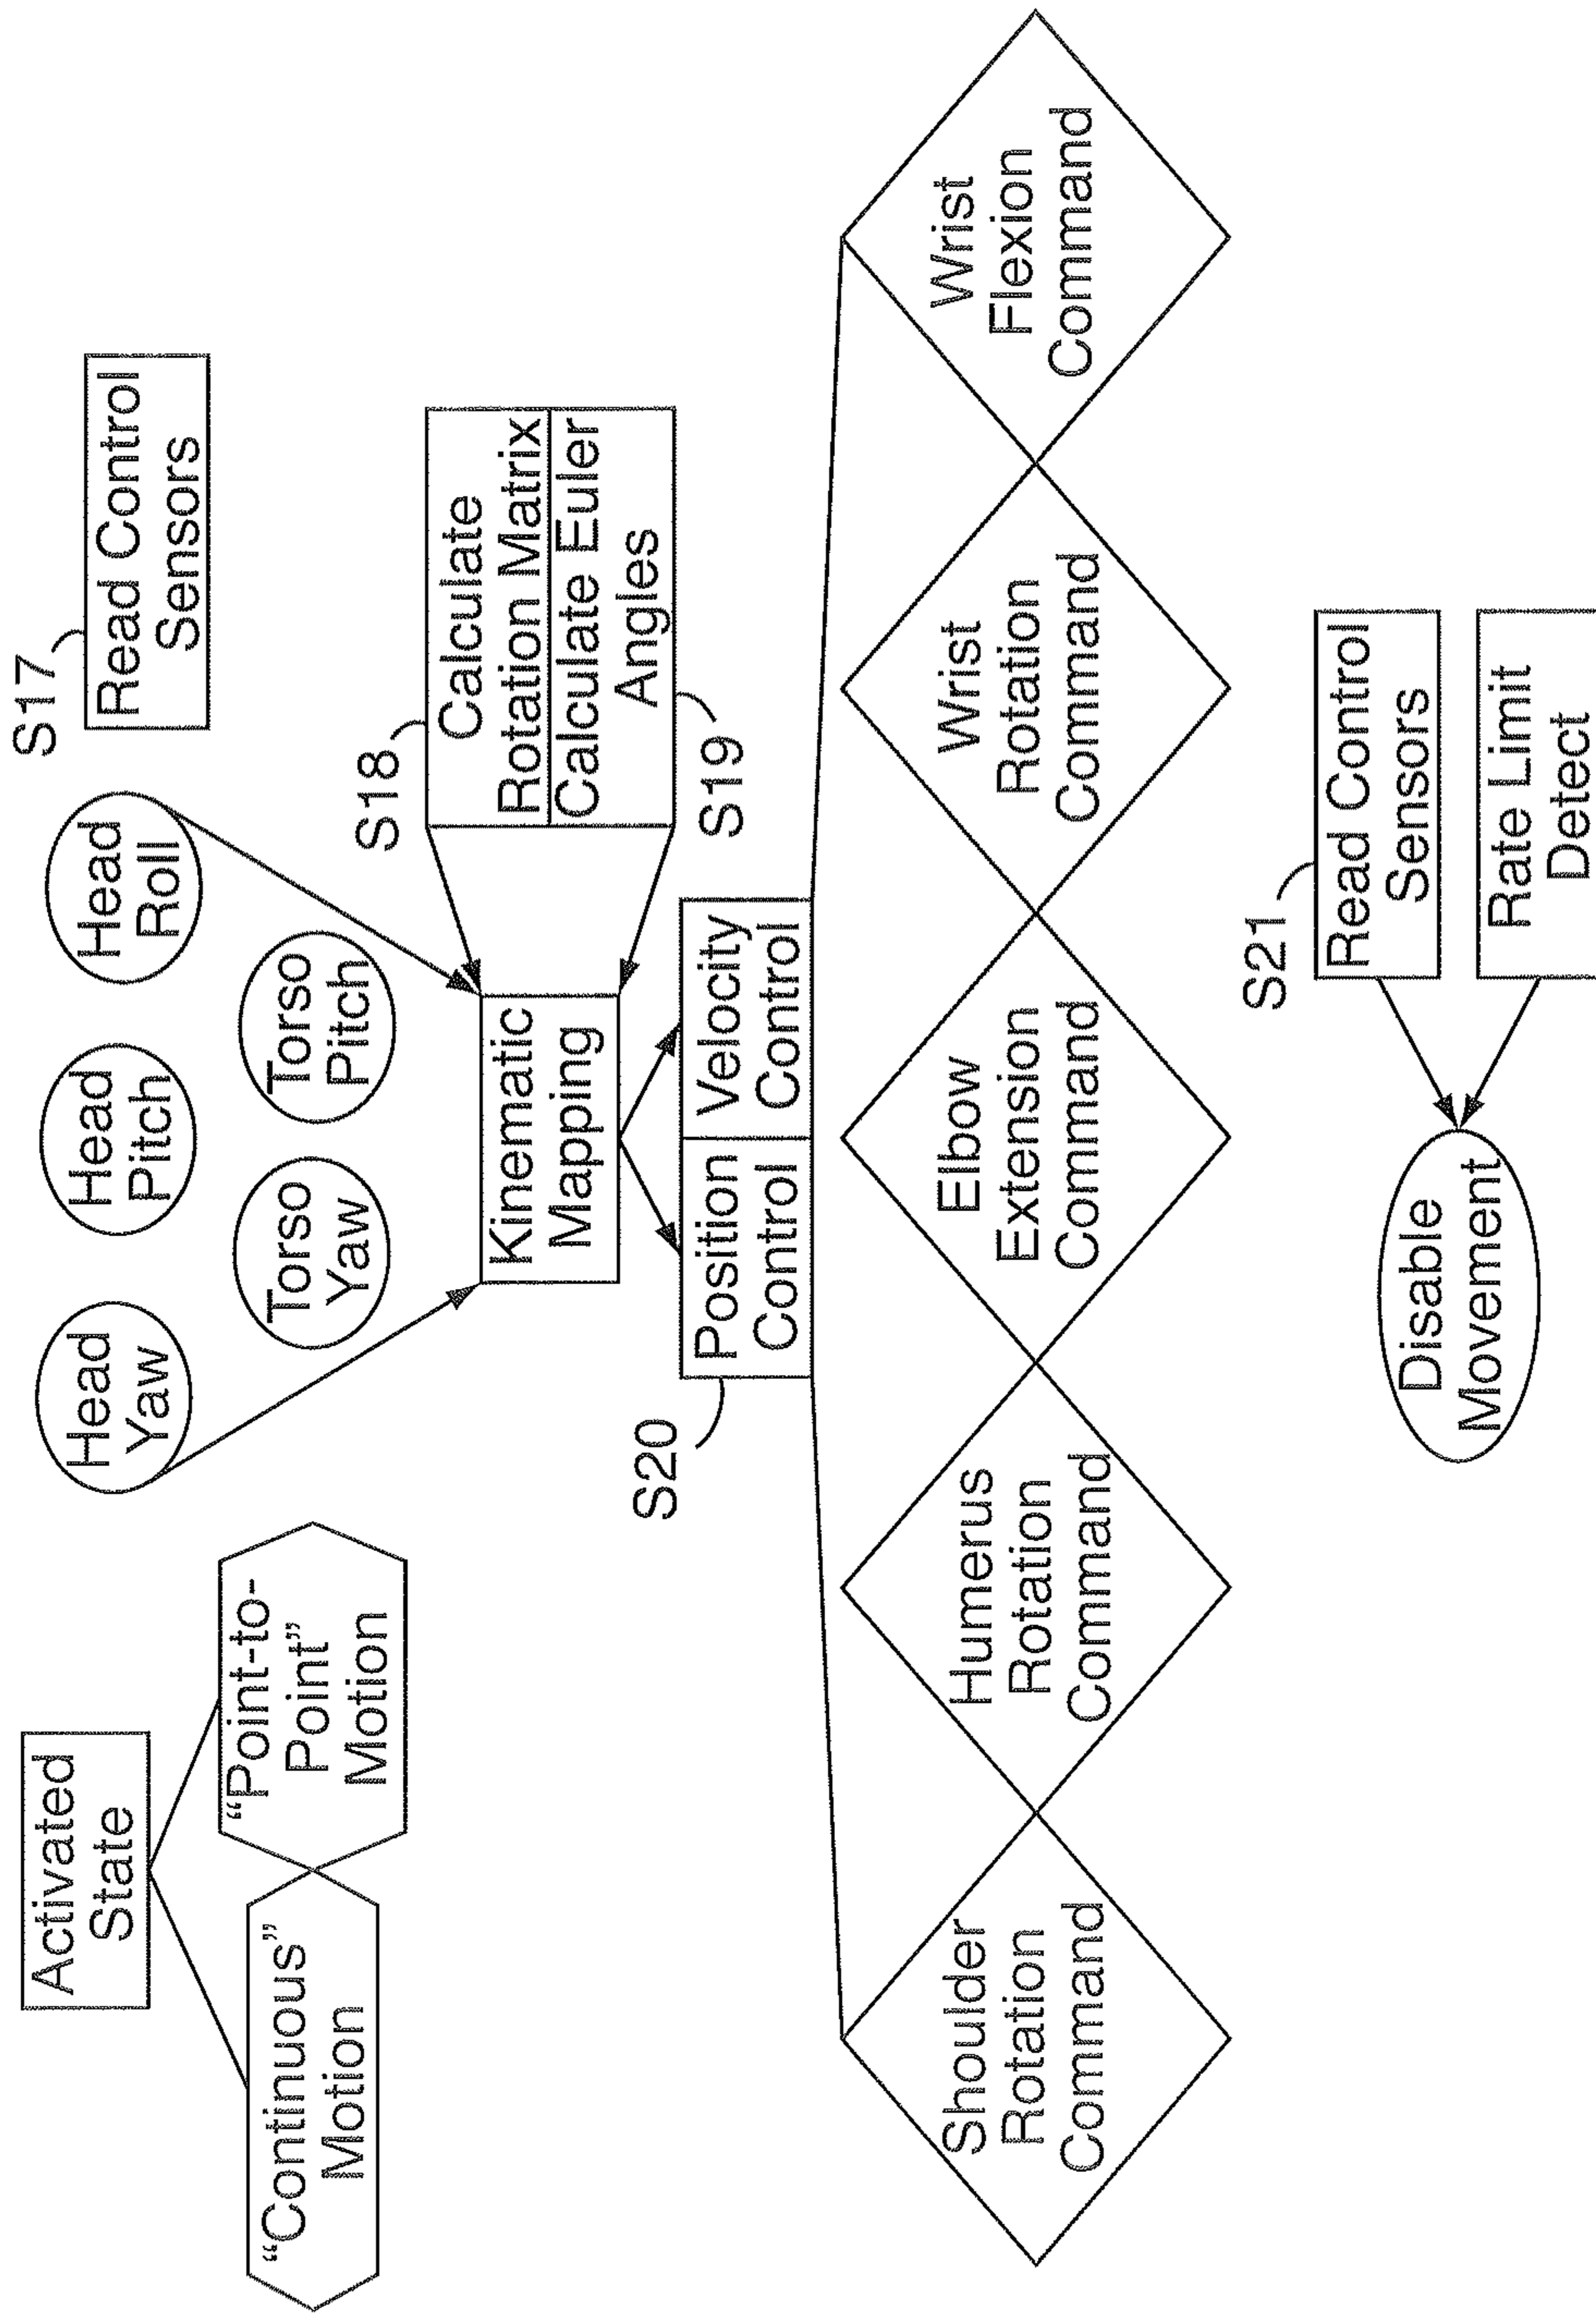 Activated
State
“Continuous”
Motion
“Point-to-
Point”
Motion
Head
Yaw
Head
Pitch
Head
Roll
Torso
Yaw
Torso
Pitch
S17
Read Control
Sensors
Kinematic
Mapping
S18
Calculate
Rotation Matrix
Calculate Euler
Angles
S19
S20
Position
Control
Velocity
Control
Shoulder
Rotation
Command
Humerus
Rotation
Command
Elbow
Extension
Command
Wrist
Rotation
Command
Wrist
Flexion
Command
Disable
Movement
S21
Read Control
Sensors
Rate Limit
Detect